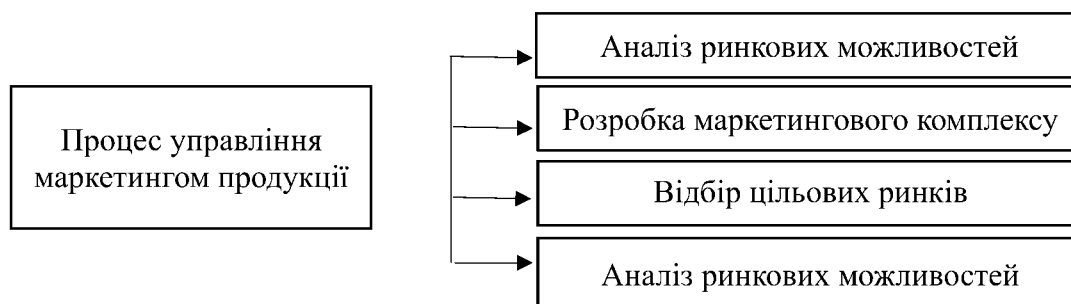 Процес управління
маркетингом продукції
Аналіз ринкових можливостей
Розробка маркетингового комплексу
Відбір цільових ринків
Аналіз ринкових можливостей